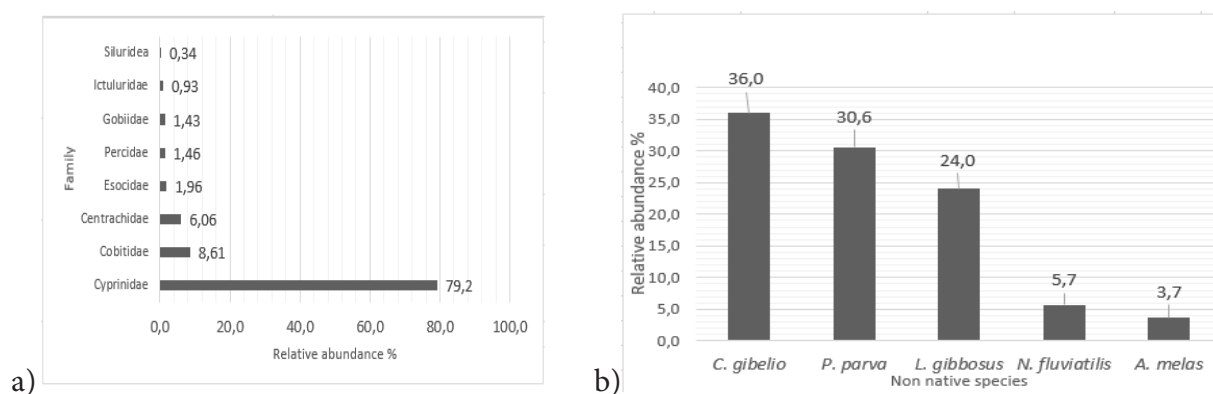 Siluridea 0,34
Ictuluridae 0,93
Gobiidae 1,43
Percidae 1,46
Esocidae 1,96
Centrachidae 6,06
Cobitidae 8,61
Cyprinidae 79,2
Family
0,0 20,0 40,0 60,0 80,0 100,0
Relative abundance %
a)
40,0
35,0
30,0
25,0
20,0
15,0
10,0
5,0
0,0
Relative abundance %
36,0
30,6
24,0
5,7
3,7
C. gibelio P. parva L. gibbosus N. fluviatilis A. melas
Non native species
b)